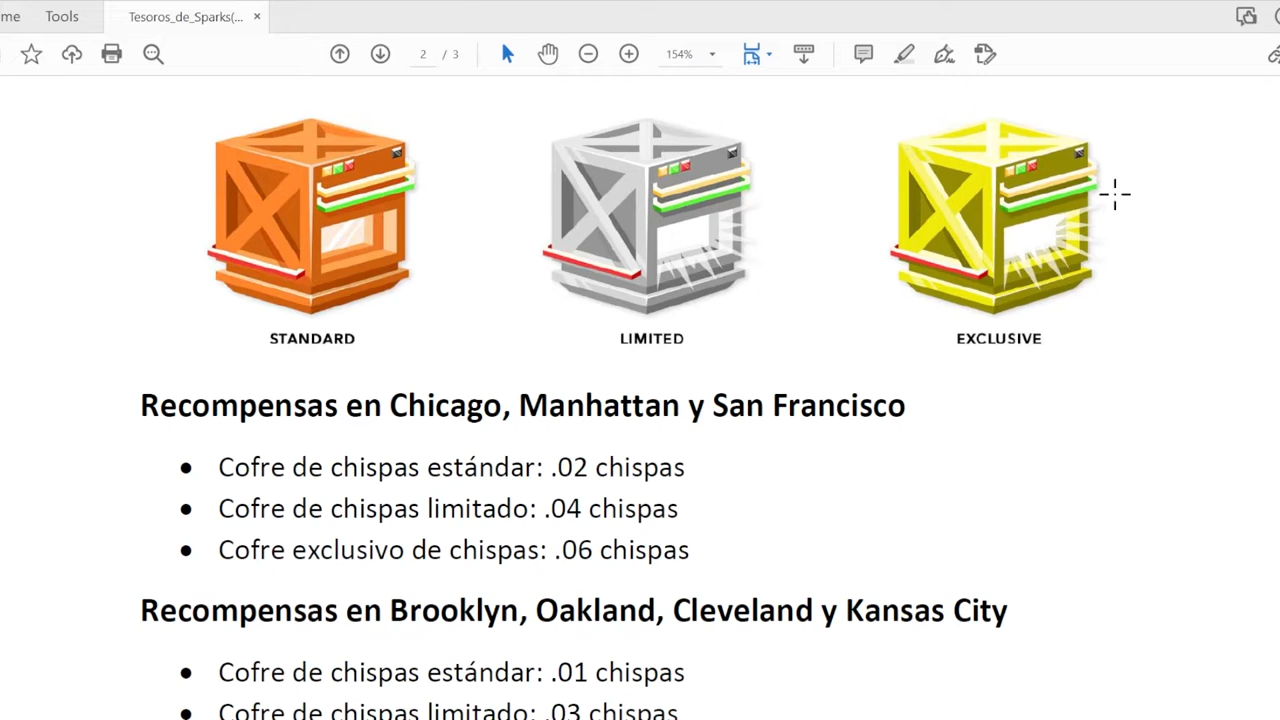 me Tools Tesoros_de_Sparks(... ×
2 / 3 154%
STANDARD LIMITED EXCLUSIVE
Recompensas en Chicago, Manhattan y San Francisco
• Cofre de chispas estándar: .02 chispas
• Cofre de chispas limitado: .04 chispas
• Cofre exclusivo de chispas: .06 chispas
Recompensas en Brooklyn, Oakland, Cleveland y Kansas City
• Cofre de chispas estándar: .01 chispas
• Cofre de chispas limitado: .03 chispas